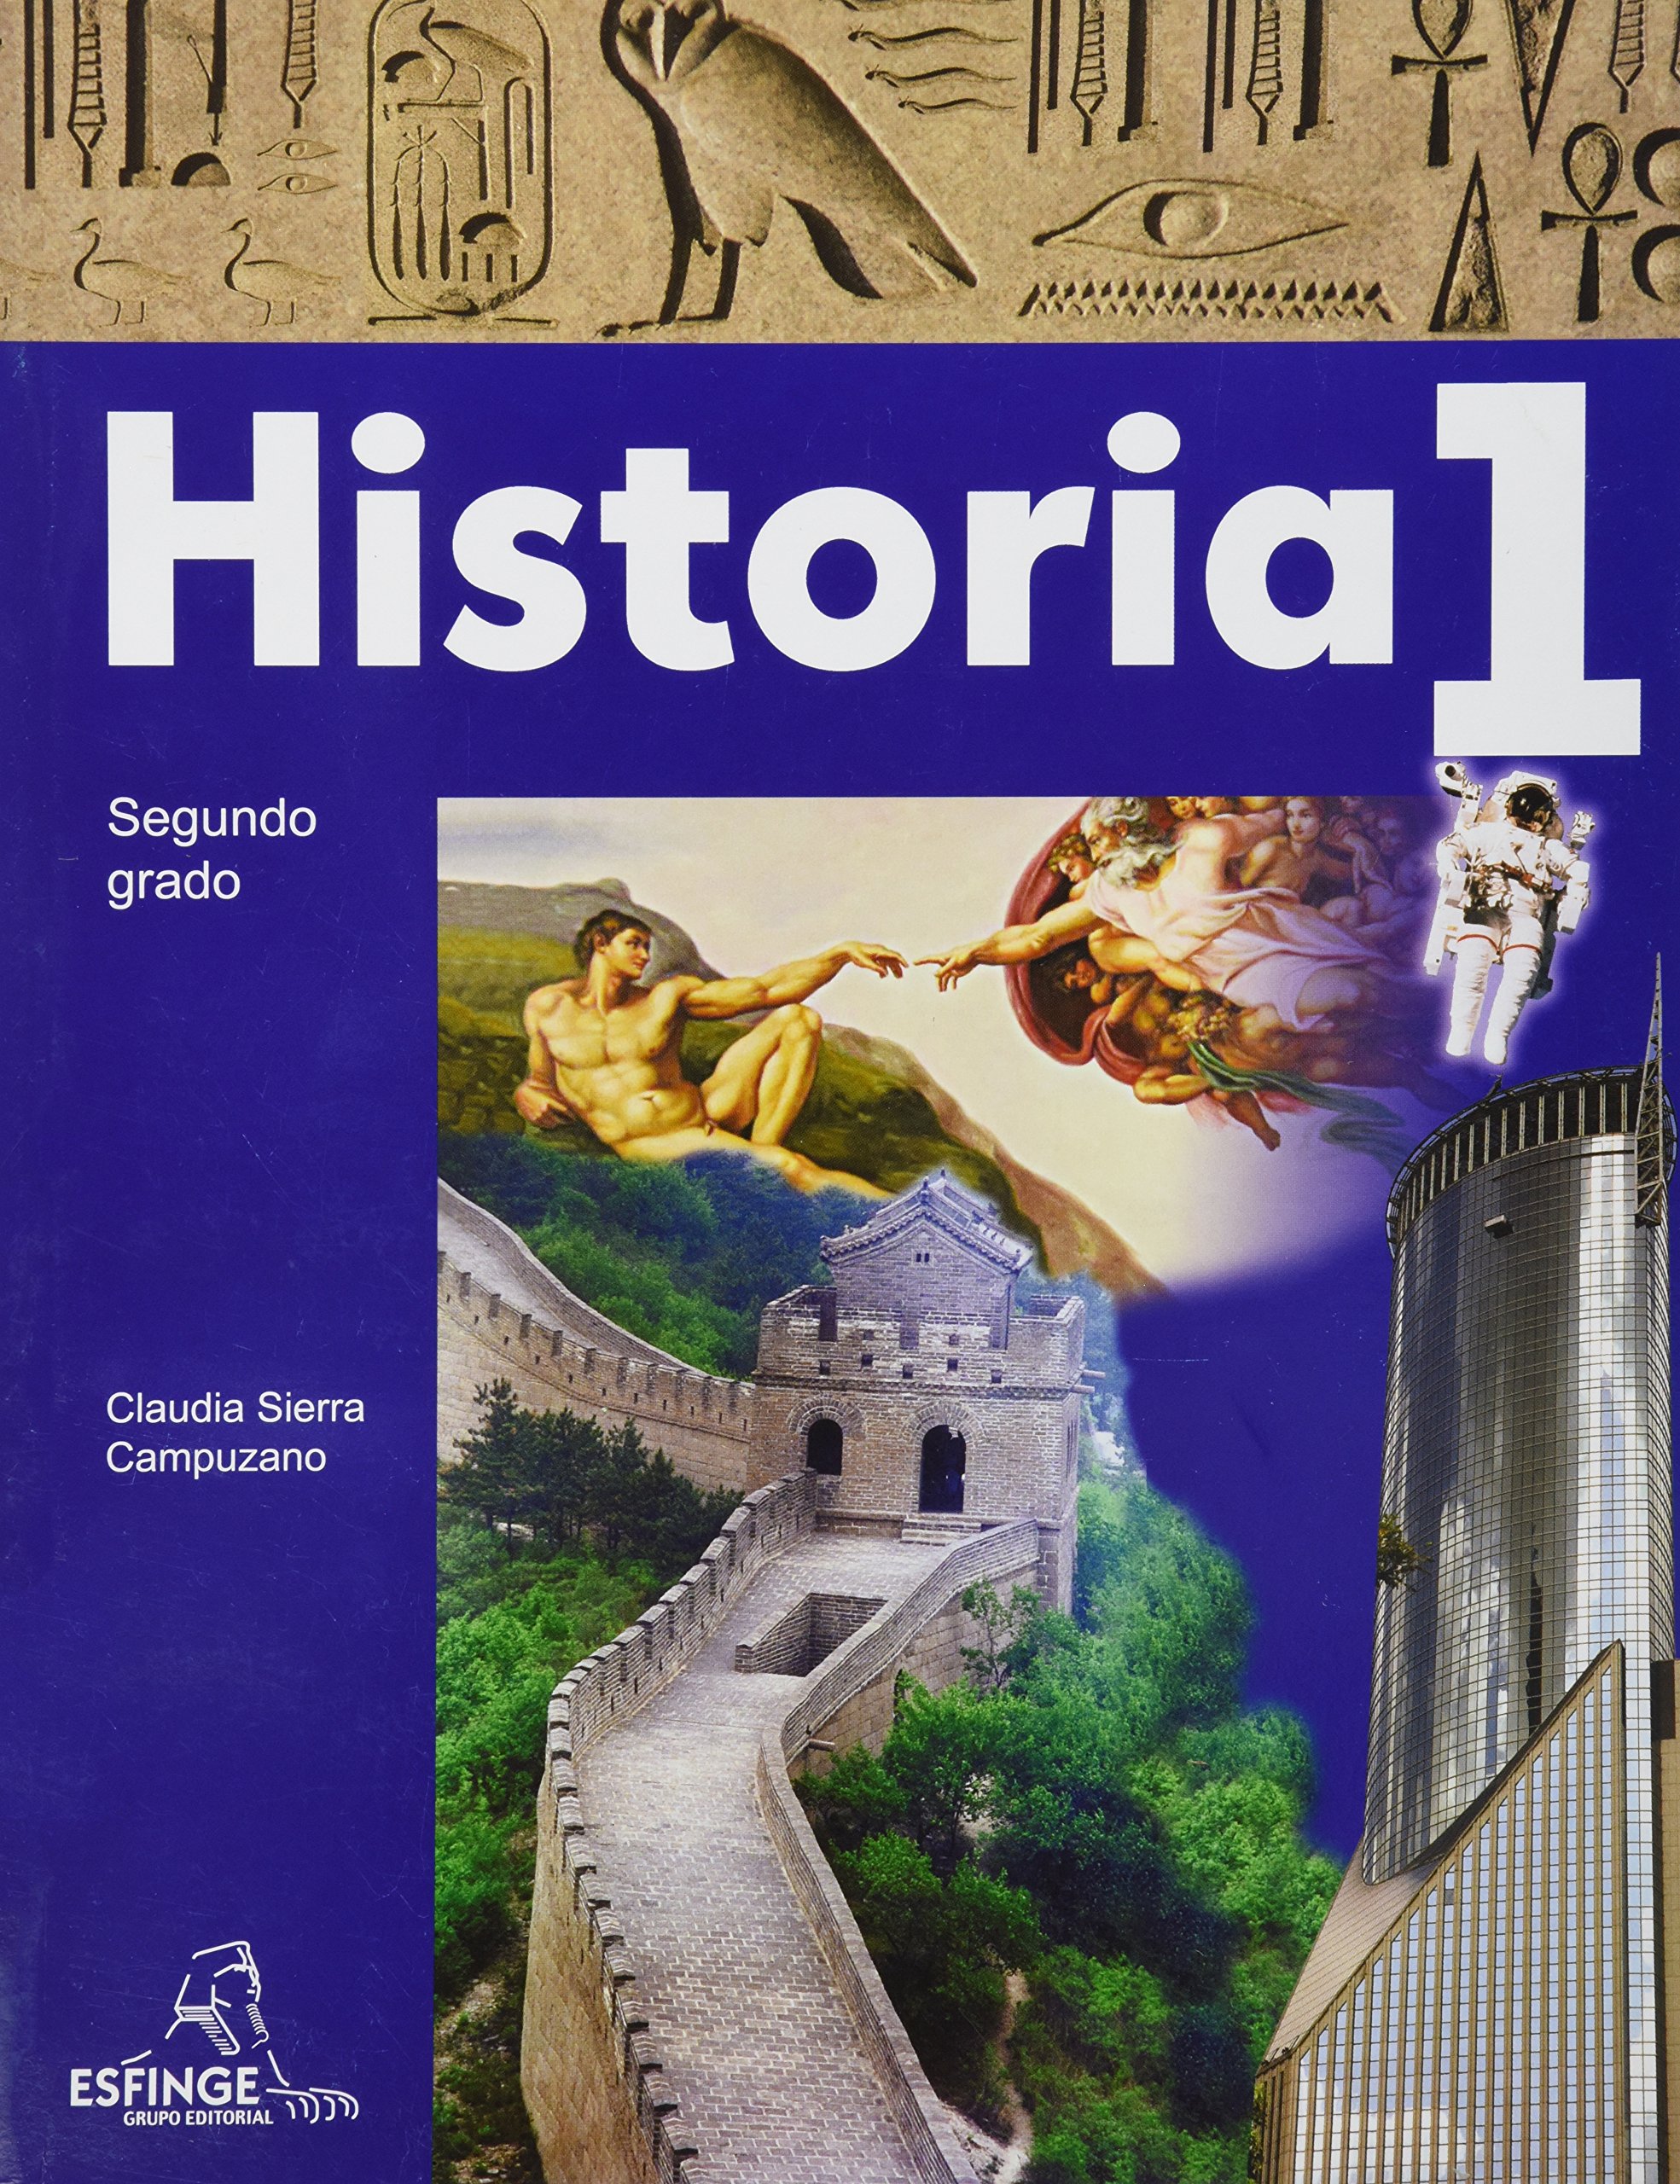 Historia 1
Segundo
grado
Claudia Sierra
Campuzano
ESFINGE
GRUPO EDITORIAL